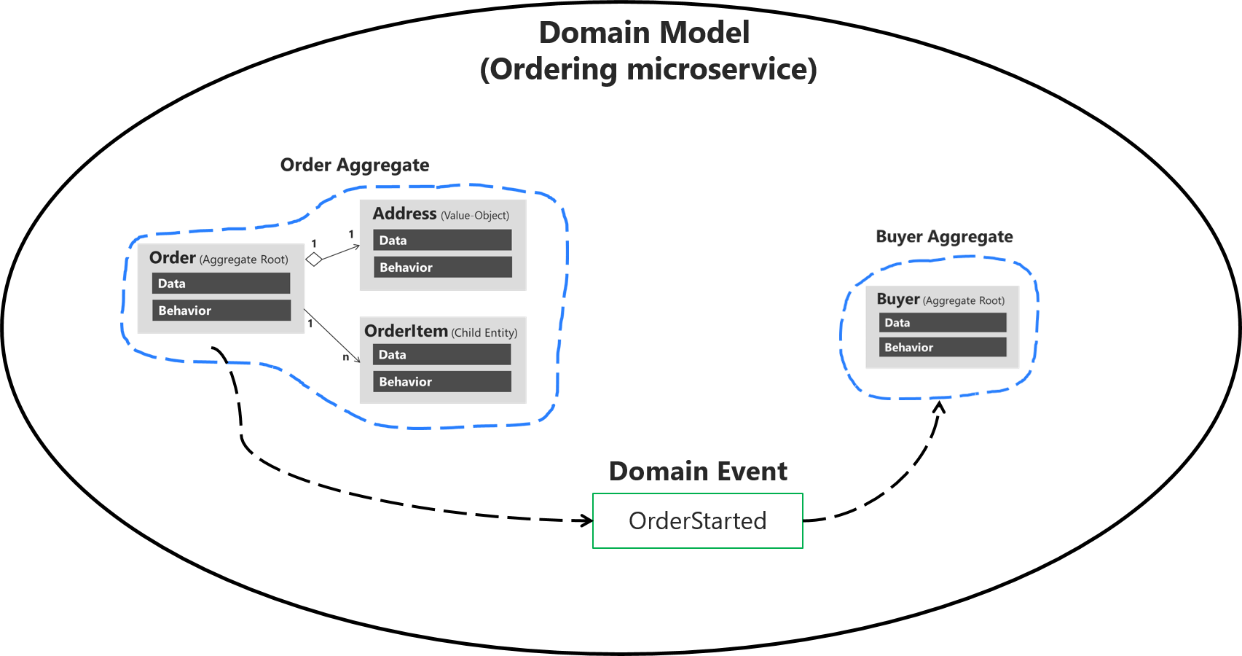 Domain Model
(Ordering microservice)
Order Aggregate
Address (Value-Object)
Data
Behavior
Order (Aggregate Root)
Data
Behavior
1
1
1
n
OrderItem (Child Entity)
Data
Behavior
Buyer Aggregate
Buyer (Aggregate Root)
Data
Behavior
Domain Event
OrderStarted